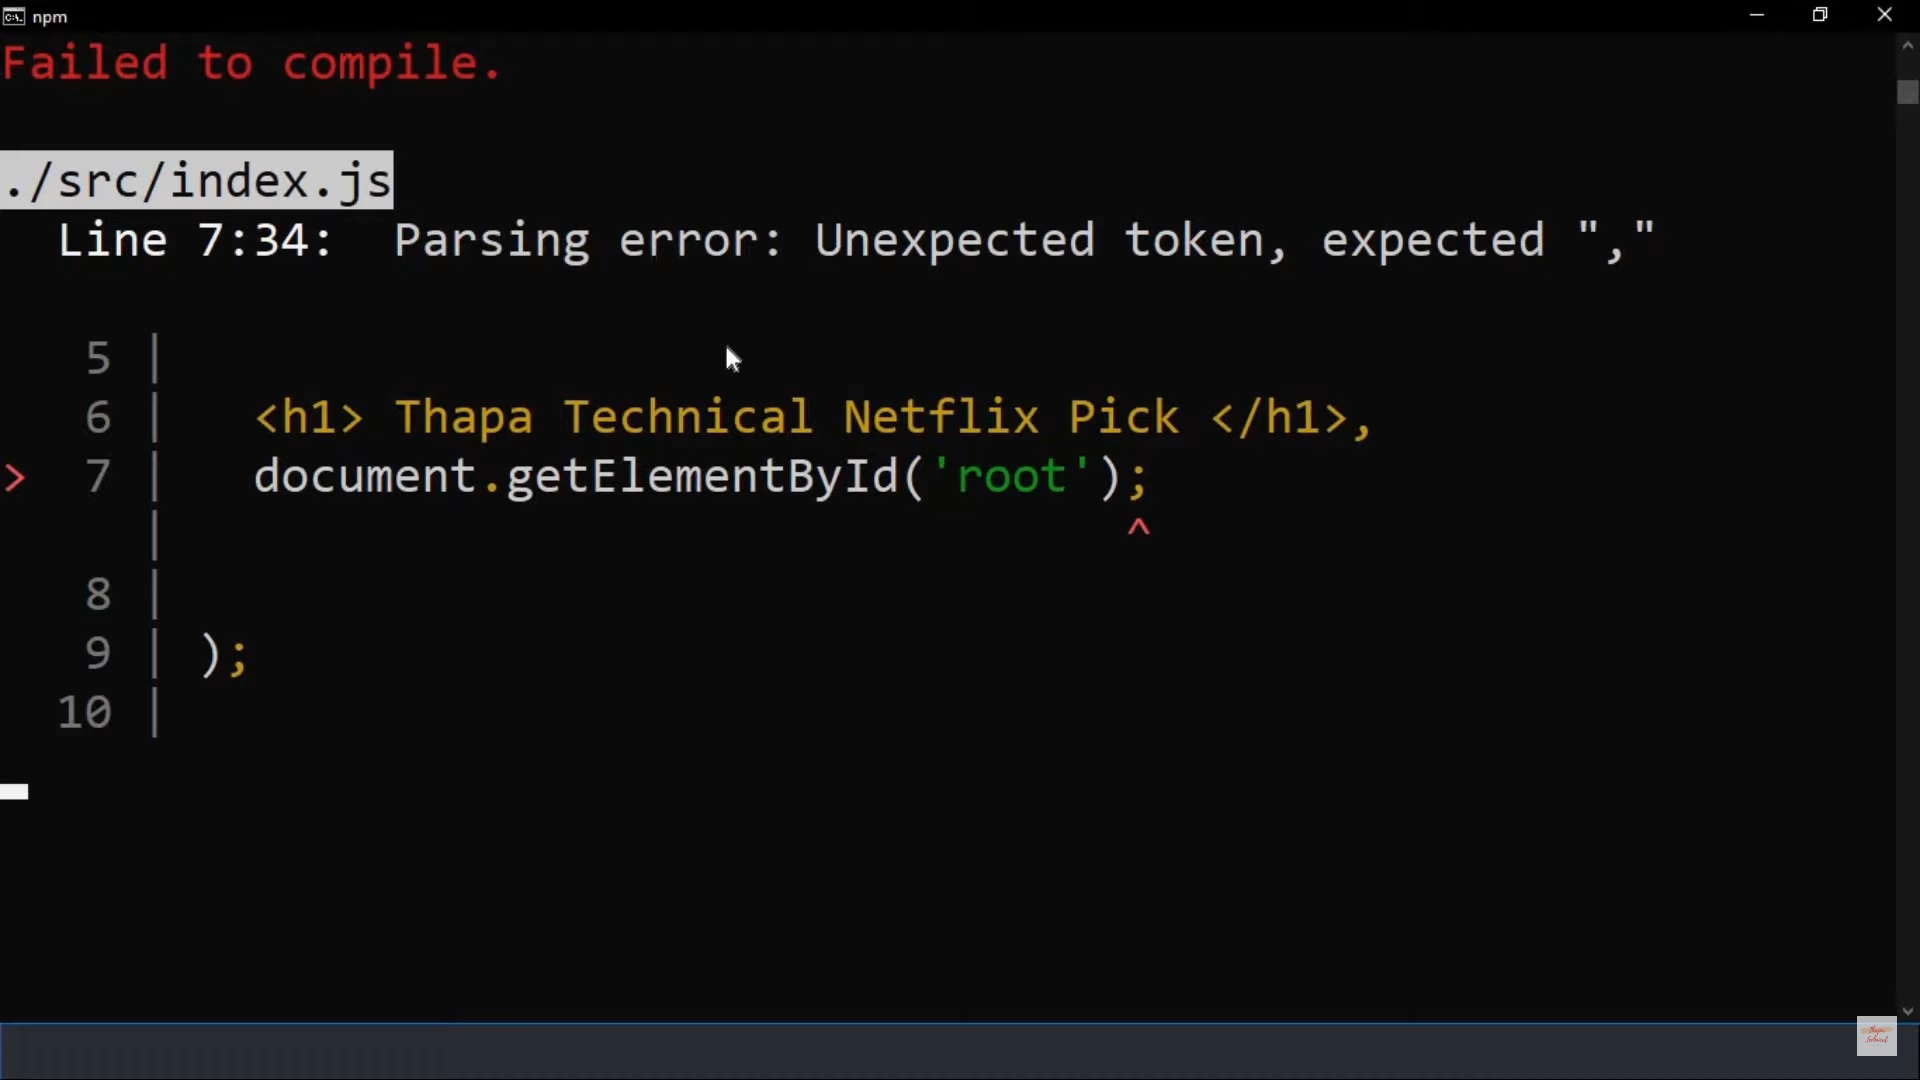 npm
Failed to compile.
./src/index.js
Line 7:34:  Parsing error: Unexpected token, expected ","
5 |
6 |    <h1> Thapa Technical Netflix Pick </h1>,
> 7 |    document.getElementById('root');
|                                    ^
8 |
9 |  );
10 |